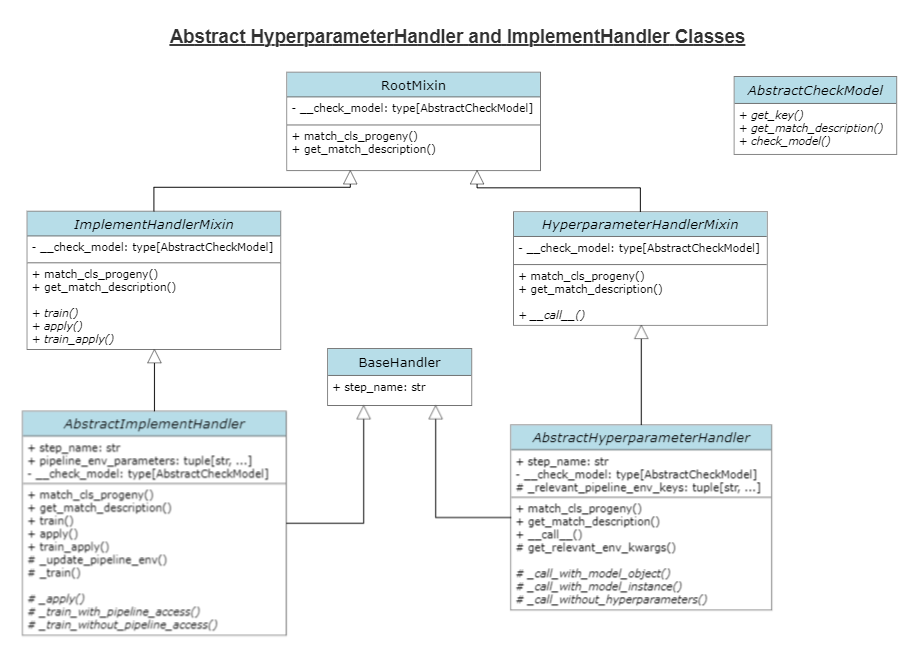 Abstract HyperparameterHandler and ImplementHandler Classes
RootMixin
- __check_model: type[AbstractCheckModel]
+ match_cls_progeny()
+ get_match_description()
AbstractCheckModel
+ get_key()
+ get_match_description()
+ check_model()
ImplementHandlerMixin
- __check_model: type[AbstractCheckModel]
+ match_cls_progeny()
+ get_match_description()
+ train()
+ apply()
+ train_apply()
HyperparameterHandlerMixin
- __check_model: type[AbstractCheckModel]
+ match_cls_progeny()
+ get_match_description()
+ __call__()
BaseHandler
+ step_name: str
AbstractImplementHandler
+ step_name: str
+ pipeline_env_parameters: tuple[str, ...]
- __check_model: type[AbstractCheckModel]
+ match_cls_progeny()
+ get_match_description()
+ train()
+ apply()
+ train_apply()
# _update_pipeline_env()
# _train()
# _apply()
# _train_with_pipeline_access()
# _train_without_pipeline_access()
AbstractHyperparameterHandler
+ step_name: str
- __check_model: type[AbstractCheckModel]
# _relevant_pipeline_env_keys: tuple[str, ...]
+ match_cls_progeny()
+ get_match_description()
+ __call__()
# get_relevant_env_kwargs()
# _call_with_model_object()
# _call_with_model_instance()
# _call_without_hyperparameters()